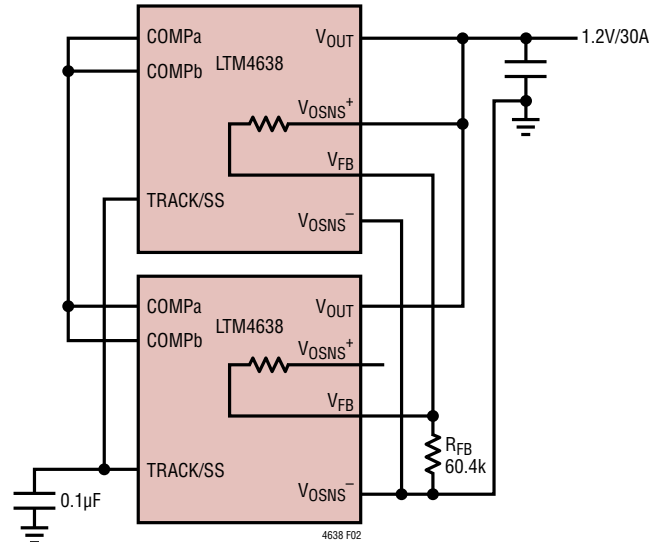 COMPa
COMPb
LTM4638
TRACK/SS
VOUT
VOSNS+
VFB
VOSNS–
1.2V/30A
COMPa
COMPb
LTM4638
TRACK/SS
VOUT
VOSNS+
VFB
VOSNS–
RFB
60.4k
0.1µF
4638 F02